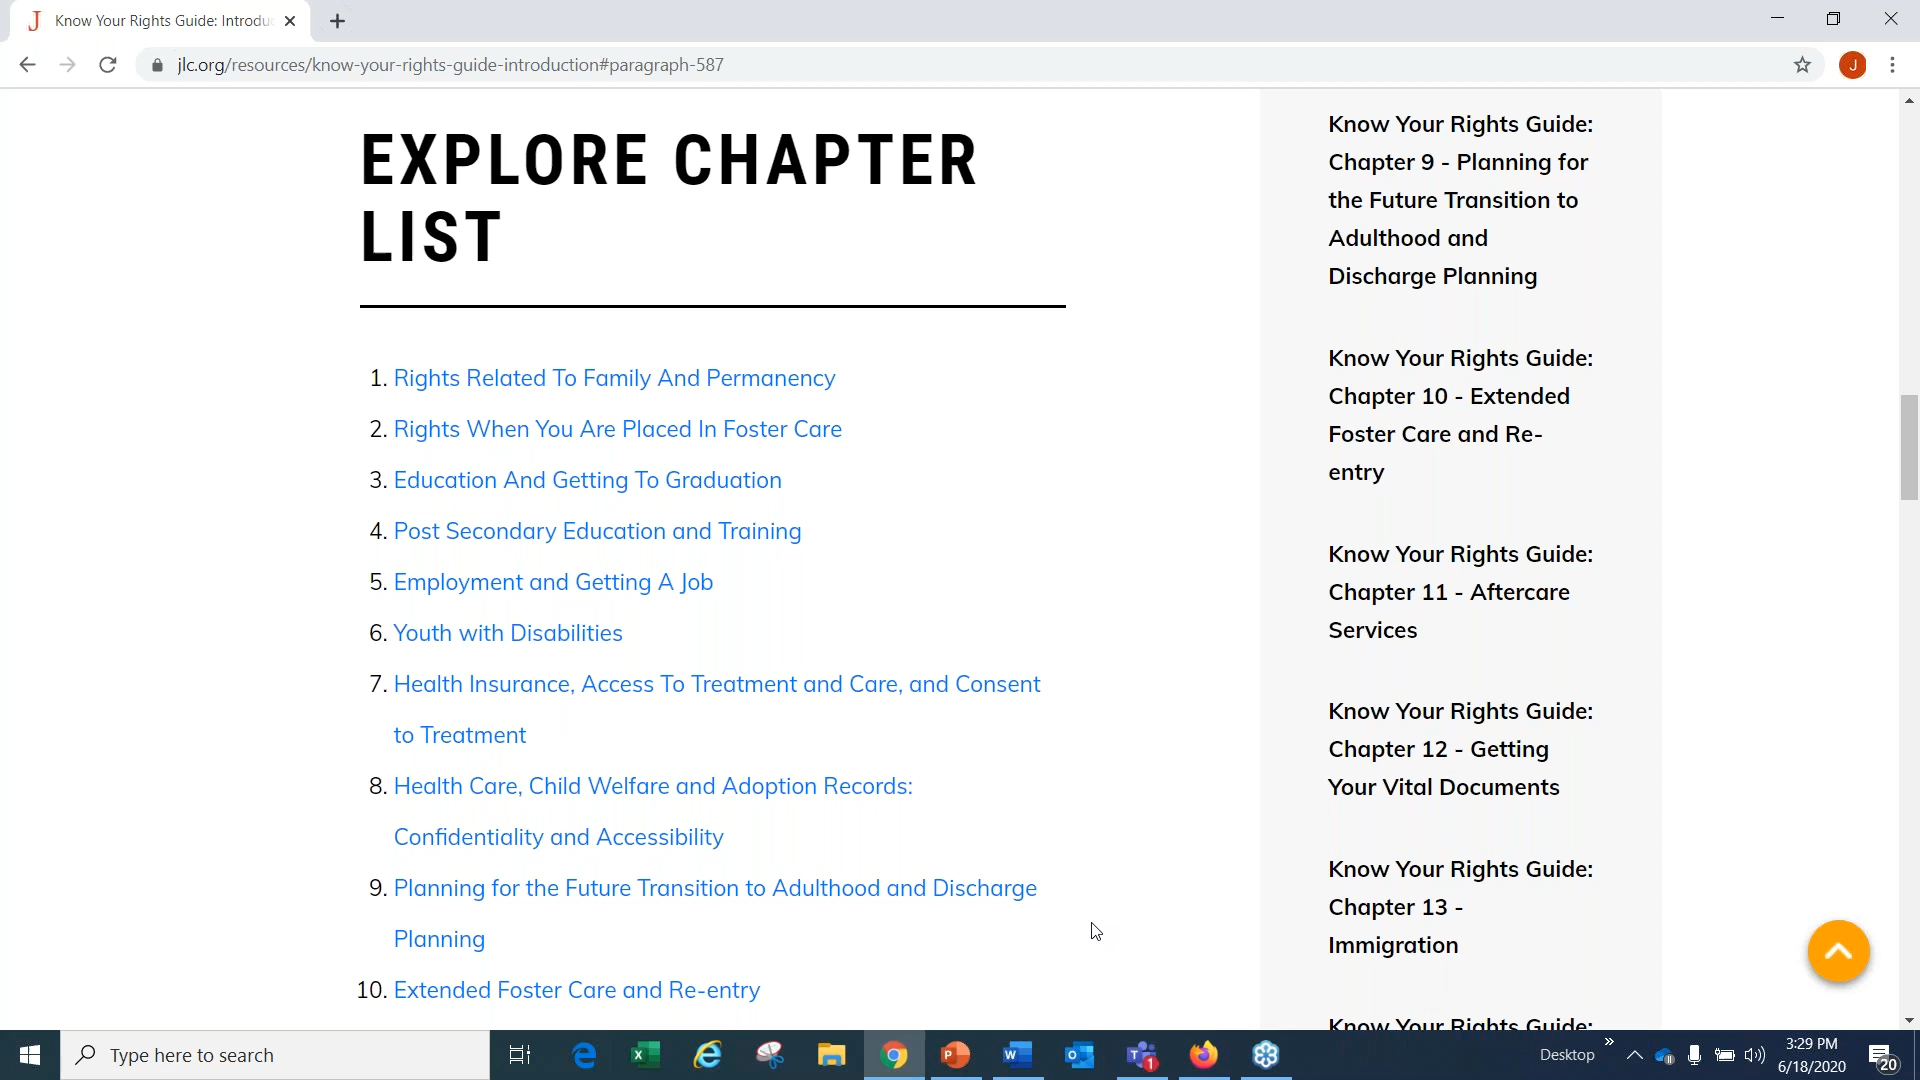 Know Your Rights Guide: Introduc
jlc.org/resources/know-your-rights-guide-introduction#paragraph-587
J
EXPLORE CHAPTER
LIST
1. Rights Related To Family And Permanency
2. Rights When You Are Placed In Foster Care
3. Education And Getting To Graduation
4. Post Secondary Education and Training
5. Employment and Getting A Job
6. Youth with Disabilities
7. Health Insurance, Access To Treatment and Care, and Consent
to Treatment
8. Health Care, Child Welfare and Adoption Records:
Confidentiality and Accessibility
9. Planning for the Future Transition to Adulthood and Discharge
Planning
10. Extended Foster Care and Re-entry
Know Your Rights Guide:
Chapter 9 - Planning for
the Future Transition to
Adulthood and
Discharge Planning
Know Your Rights Guide:
Chapter 10 - Extended
Foster Care and Re-
entry
Know Your Rights Guide:
Chapter 11 - Aftercare
Services
Know Your Rights Guide:
Chapter 12 - Getting
Your Vital Documents
Know Your Rights Guide:
Chapter 13 -
Immigration
Know Your Rights Guide:
Type here to search
Desktop
3:29 PM
6/18/2020
20